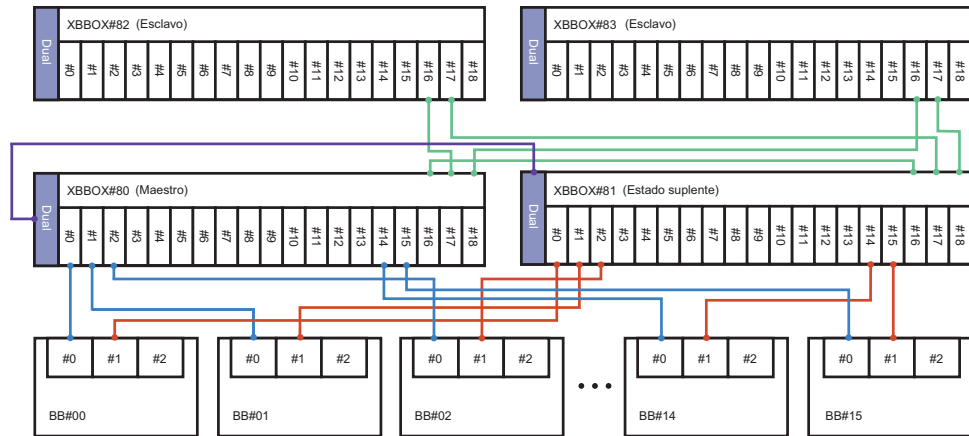 XBBOX#82 (Esclavo)
Dual
#0 #1 #2 #3 #4 #5 #6 #7 #8 #9 #10 #11 #12 #13 #14 #15 #16 #17 #18
XBBOX#83 (Esclavo)
Dual
#0 #1 #2 #3 #4 #5 #6 #7 #8 #9 #10 #11 #12 #13 #14 #15 #16 #17 #18
XBBOX#80 (Maestro)
Dual
#0 #1 #2 #3 #4 #5 #6 #7 #8 #9 #10 #11 #12 #13 #14 #15 #16 #17 #18
XBBOX#81 (Estado suplente)
Dual
#0 #1 #2 #3 #4 #5 #6 #7 #8 #9 #10 #11 #12 #13 #14 #15 #16 #17 #18
#0 #1 #2
BB#00
#0 #1 #2
BB#01
#0 #1 #2
BB#02
•••
#0 #1 #2
BB#14
#0 #1 #2
BB#15